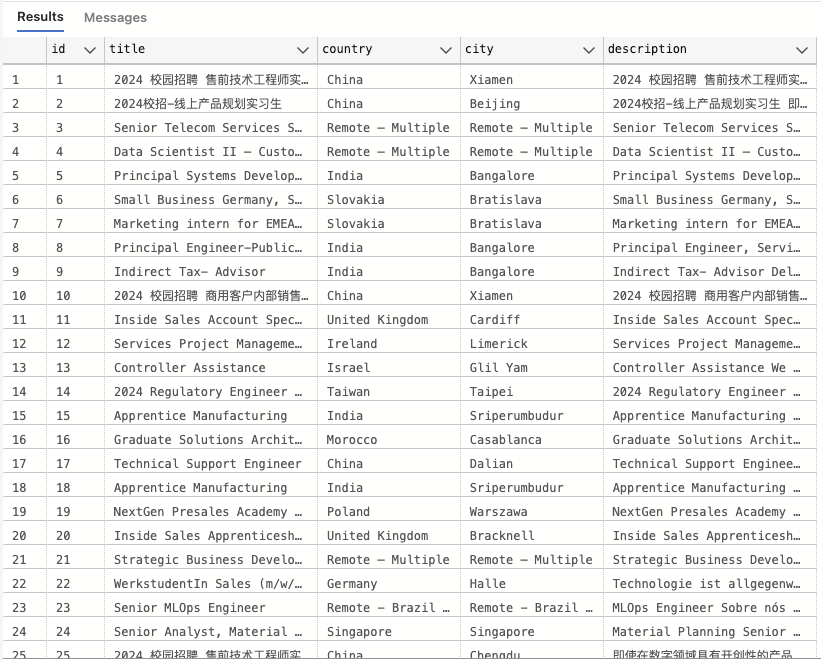 Results Messages
id title country city description
1 1 2024 校园招聘 售前技术工程师实… China Xiamen 2024 校园招聘 售前技术工程师实…
2 2 2024校招–线上产品规划实习生 China Beijing 2024校招–线上产品规划实习生 即…
3 3 Senior Telecom Services S… Remote – Multiple Remote – Multiple Senior Telecom Services S…
4 4 Data Scientist II – Custo… Remote – Multiple Remote – Multiple Data Scientist II – Custo…
5 5 Principal Systems Develop… India Bangalore Principal Systems Develop…
6 6 Small Business Germany, S… Slovakia Bratislava Small Business Germany, S…
7 7 Marketing intern for EMEA… Slovakia Bratislava Marketing intern for EMEA…
8 8 Principal Engineer–Public… India Bangalore Principal Engineer, Servi…
9 9 Indirect Tax– Advisor India Bangalore Indirect Tax– Advisor Del…
10 10 2024 校园招聘 商用客户内部销售… China Xiamen 2024 校园招聘 商用客户内部销售…
11 11 Inside Sales Account Spec… United Kingdom Cardiff Inside Sales Account Spec…
12 12 Services Project Manageme… Ireland Limerick Services Project Manageme…
13 13 Controller Assistance Israel Glil Yam Controller Assistance We …
14 14 2024 Regulatory Engineer … Taiwan Taipei 2024 Regulatory Engineer …
15 15 Apprentice Manufacturing India Sriperumbudur Apprentice Manufacturing …
16 16 Graduate Solutions Archit… Morocco Casablanca Graduate Solutions Archit…
17 17 Technical Support Engineer China Dalian Technical Support Enginee…
18 18 Apprentice Manufacturing India Sriperumbudur Apprentice Manufacturing …
19 19 NextGen Presales Academy … Poland Warszawa NextGen Presales Academy …
20 20 Inside Sales Apprenticesh… United Kingdom Bracknell Inside Sales Apprenticesh…
21 21 Strategic Business Develo… Remote – Multiple Remote – Multiple Strategic Business Develo…
22 22 WerkstudentIn Sales (m/w/… Germany Halle Technologie ist allgegenw…
23 23 Senior MLOps Engineer Remote – Brazil … Remote – Brazil … MLOps Engineer Sobre nós …
24 24 Senior Analyst, Material … Singapore Singapore Material Planning Senior …
25 25 2024 校园招聘 售前技术工程师实… China Chengdu 即使在数字领域具有开创性的产品…